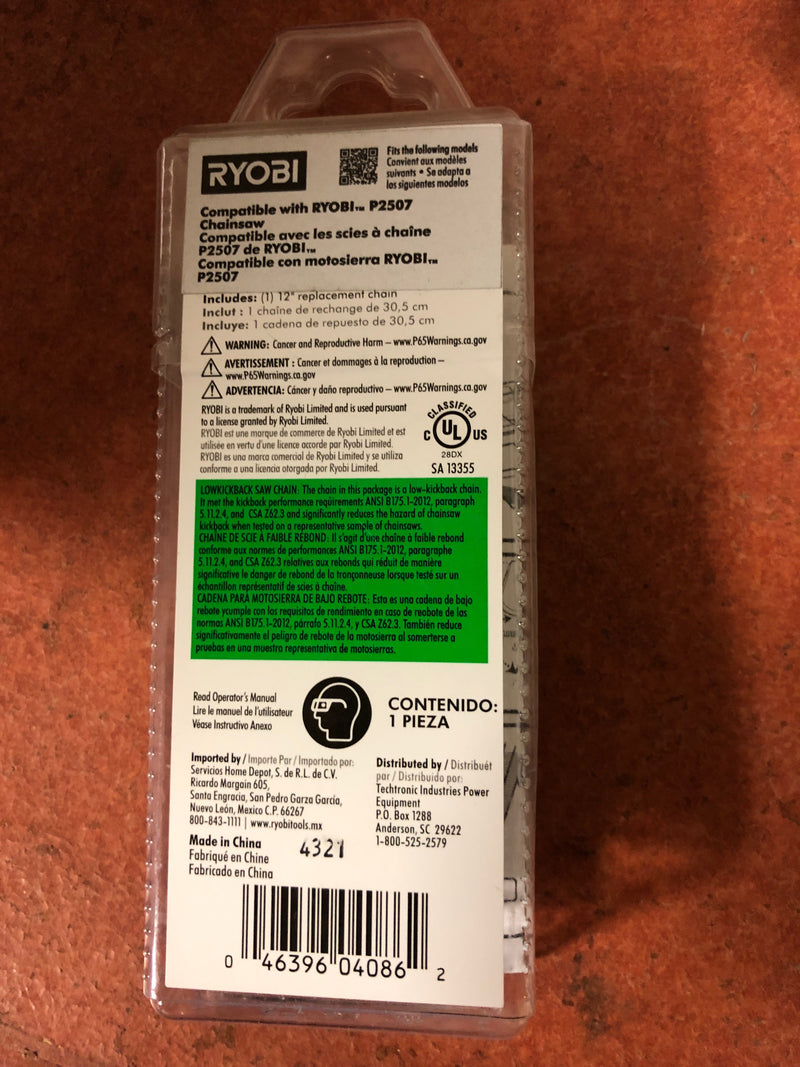 RYOBI
Fits the following models
Convient aux modèles
suivants • Se adapta a
los siguientes modelos
Compatible with RYOBI™ P2507
Chainsaw
Compatible avec les scies à chaîne
P2507 de RYOBI™
Compatible con motosierra RYOBI™
P2507
Includes: (1) 12" replacement chain
Inclut : 1 chaîne de rechange de 30,5 cm
Incluye: 1 cadena de repuesto de 30,5 cm
WARNING: Cancer and Reproductive Harm – www.P65Warnings.ca.gov
AVERTISSEMENT : Cancer et dommages à la reproduction –
www.P65Warnings.ca.gov
ADVERTENCIA: Cáncer y daño reproductivo – www.P65Warnings.ca.gov
RYOBI is a trademark of Ryobi Limited and is used pursuant
to a license granted by Ryobi Limited.
RYOBI est une marque de commerce de Ryobi Limited et est
utilisée en vertu d'une licence accorde par Ryobi Limited.
RYOBI es una marca comercial de Ryobi Limited y se utiliza
conforme a una licencia otorgada por Ryobi Limited.
CLASSIFIED
C UL US
28DX
SA 13355
LOWKICKBACK SAW CHAIN: The chain in this package is a low-kickback chain.
It met the kickback performance requirements ANSI B175.1-2012, paragraph
5.11.2.4, and CSA Z62.3 and significantly reduces the hazard of chainsaw
kickback when tested on a representative sample of chainsaws.
CHAÎNE DE SCIE À FAIBLE REBOND: Il s'agit d'une chaîne à faible rebond
conforme aux normes de performances ANSI B175.1-2012, paragraphe
5.11.2.4, and CSA Z62.3 relatives aux rebonds qui réduit de manière
significative le danger de rebond de la tronçonneuse lorsque testé sur un
échantillon représentatif de scies à chaîne.
CADENA PARA MOTOSIERRA DE BAJO REBOTE: Esta es una cadena de bajo
rebote ycumple con los requisitos de rendimiento en caso de reobote de las
normas ANSI B175.1-2012, párrafo 5.11.2.4, y CSA Z62.3. También reduce
significativamente el peligro de rebote de la motosierra al somerterse a
pruebas en una muestra representativa de motosierras.
Read Operator's Manual
Lire le manuel de l'utilisateur
Véase Instructivo Anexo
CONTENIDO:
1 PIEZA
Imported by / Importe Par / Importado por:
Servicios Home Depot, S. de R.L. de C.V.
Ricardo Margain 605,
Santa Engracia, San Pedro Garza García,
Nuevo León, Mexico C.P. 66267
800-843-1111 | www.ryobitools.mx
Distributed by / Distribuét
par / Distribuido por:
Techtronic Industries Power
Equipment
P.O. Box 1288
Anderson, SC 29622
1-800-525-2579
Made in China
Fabriqué en Chine
Fabricado en China
4321
0 46396 04086 2